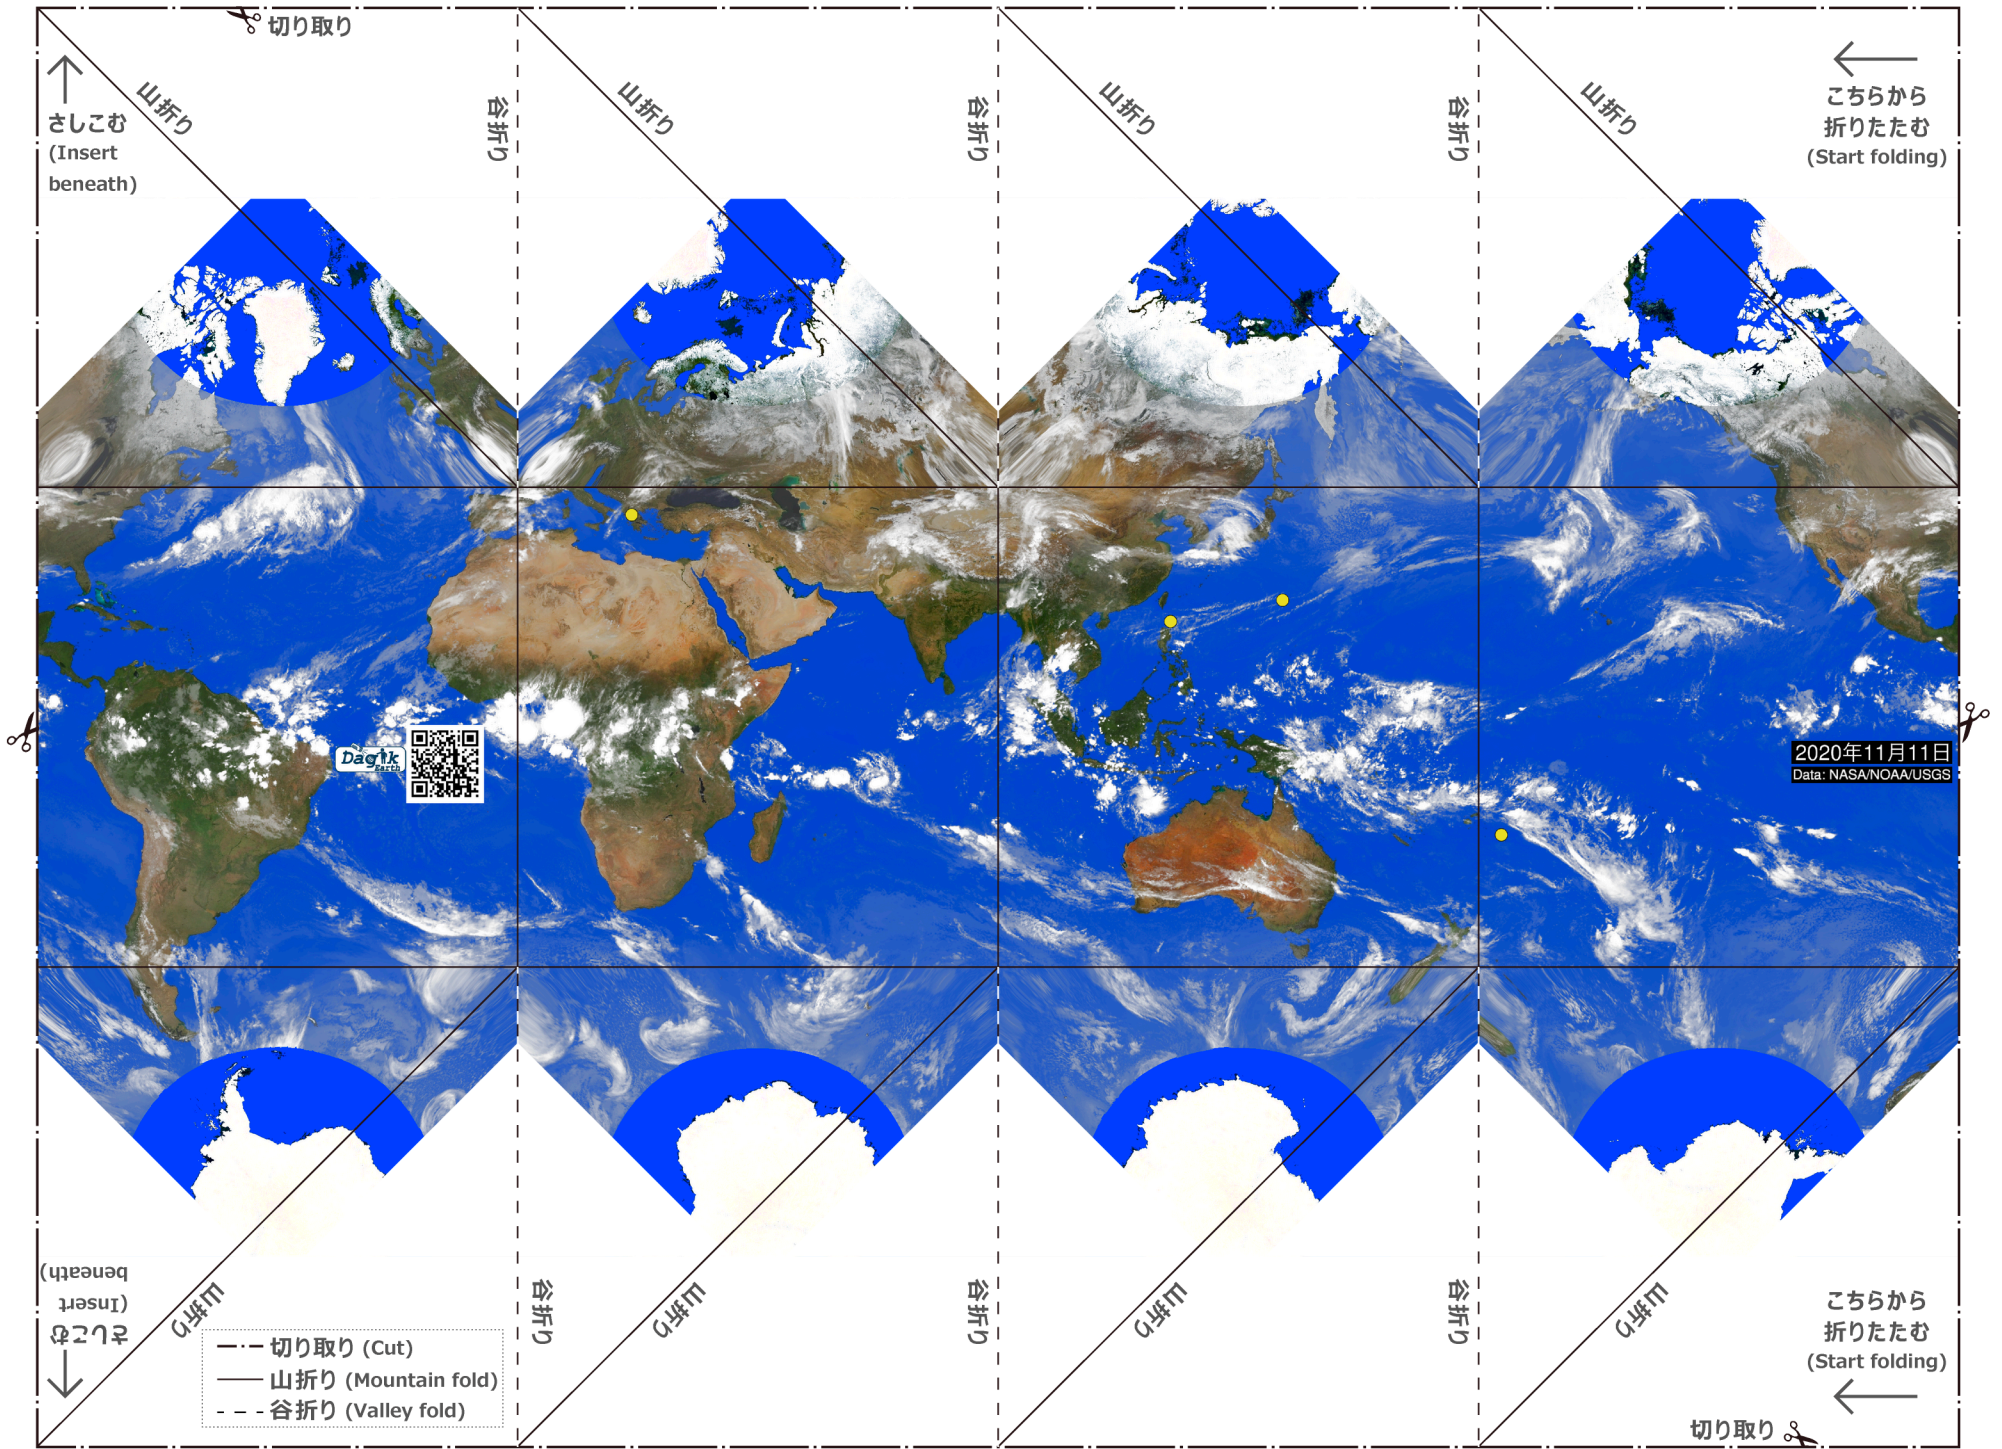 切り取り
さしこむ
(Insert
beneath)
山折り
谷折り
山折り
谷折り
山折り
谷折り
山折り
こちらから
折りたたむ
(Start folding)
Dagik
Earth
2020年11月11日
Data: NASA/NOAA/USGS
さしこむ
(Insert
beneath)
山折り
谷折り
山折り
谷折り
山折り
谷折り
山折り
こちらから
折りたたむ
(Start folding)
切り取り (Cut)
山折り (Mountain fold)
谷折り (Valley fold)
切り取り